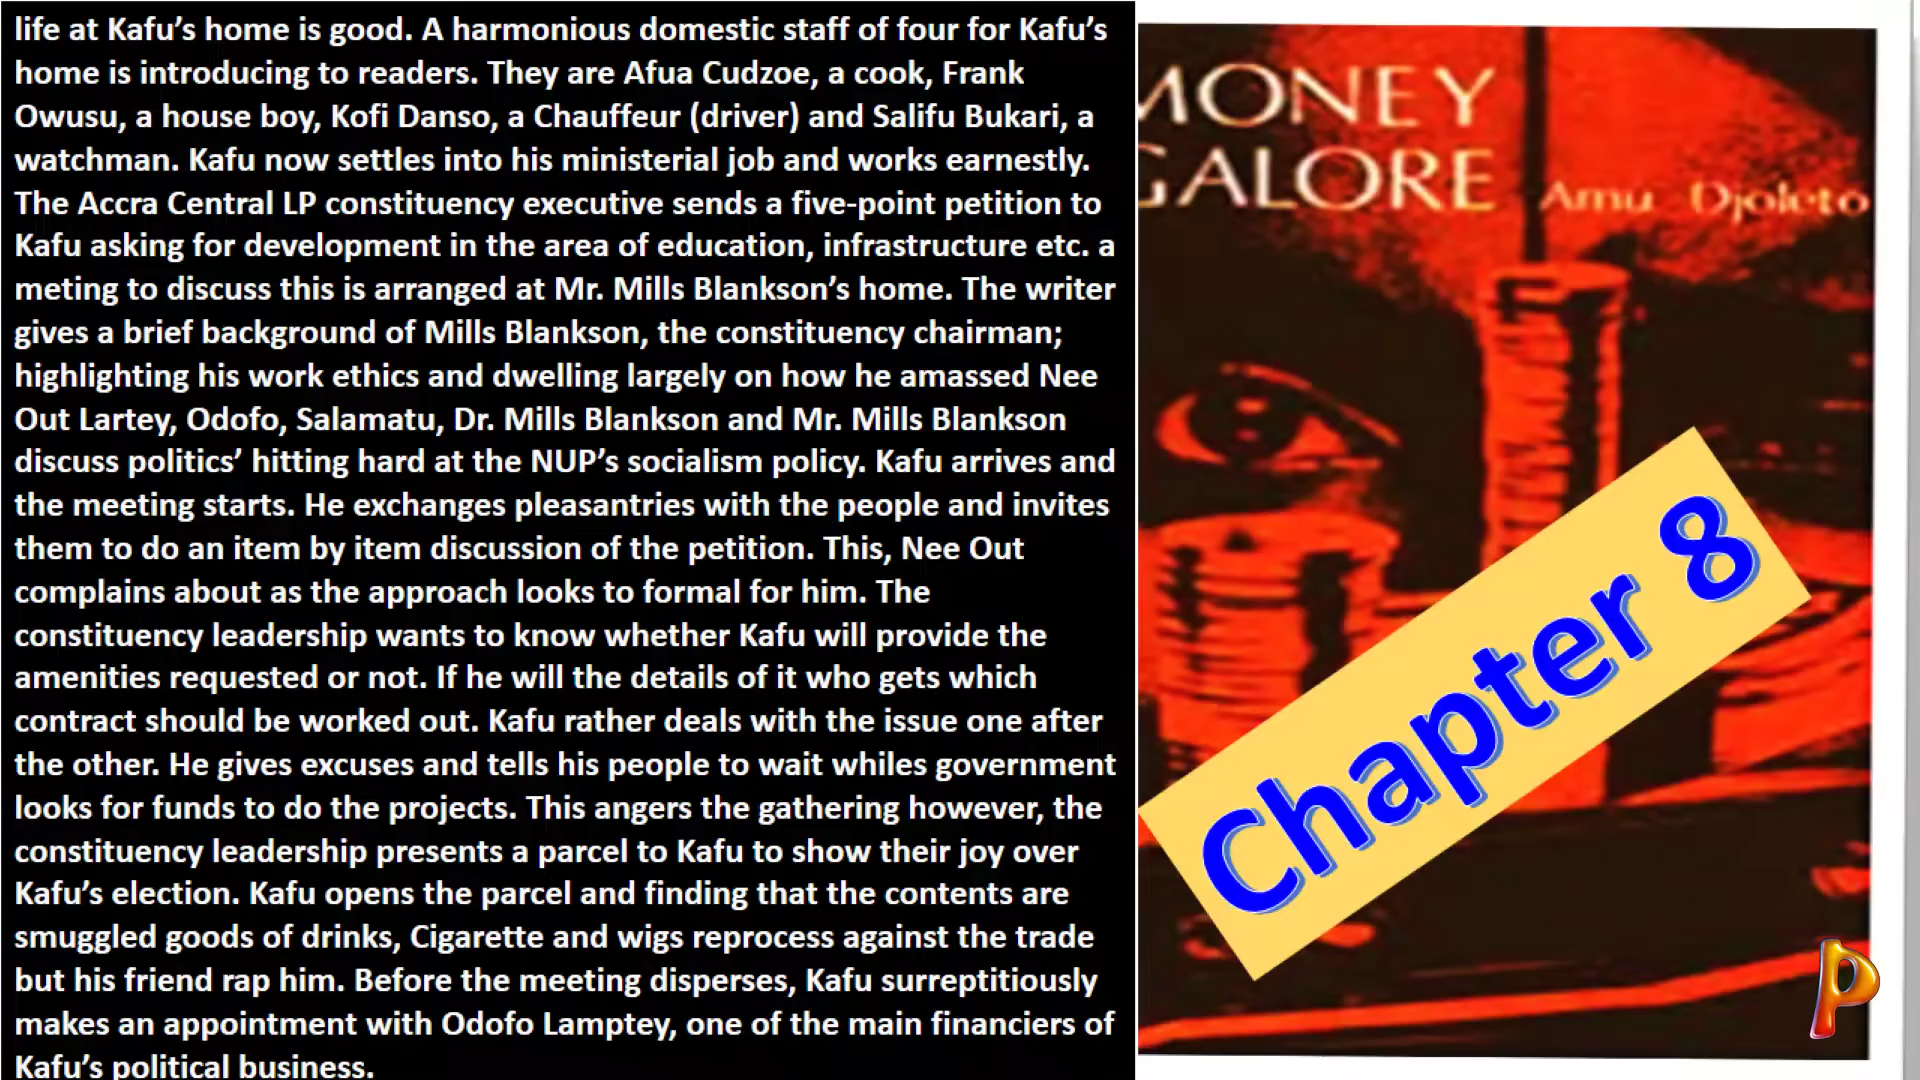 life at Kafu’s home is good. A harmonious domestic staff of four for Kafu’s
home is introducing to readers. They are Afua Cudzoe, a cook, Frank
Owusu, a house boy, Kofi Danso, a Chauffeur (driver) and Salifu Bukari, a
watchman. Kafu now settles into his ministerial job and works earnestly.
The Accra Central LP constituency executive sends a five-point petition to
Kafu asking for development in the area of education, infrastructure etc. a
meting to discuss this is arranged at Mr. Mills Blankson’s home. The writer
gives a brief background of Mills Blankson, the constituency chairman;
highlighting his work ethics and dwelling largely on how he amassed Nee
Out Lartey, Odofo, Salamatu, Dr. Mills Blankson and Mr. Mills Blankson
discuss politics’ hitting hard at the NUP’s socialism policy. Kafu arrives and
the meeting starts. He exchanges pleasantries with the people and invites
them to do an item by item discussion of the petition. This, Nee Out
complains about as the approach looks to formal for him. The
constituency leadership wants to know whether Kafu will provide the
amenities requested or not. If he will the details of it who gets which
contract should be worked out. Kafu rather deals with the issue one after
the other. He gives excuses and tells his people to wait whiles government
looks for funds to do the projects. This angers the gathering however, the
constituency leadership presents a parcel to Kafu to show their joy over
Kafu’s election. Kafu opens the parcel and finding that the contents are
smuggled goods of drinks, Cigarette and wigs reprocess against the trade
but his friend rap him. Before the meeting disperses, Kafu surreptitiously
makes an appointment with Odofo Lamptey, one of the main financiers of
Kafu’s political business.
MONEY
GALORE
Amu Djoleto
Chapter 8
P